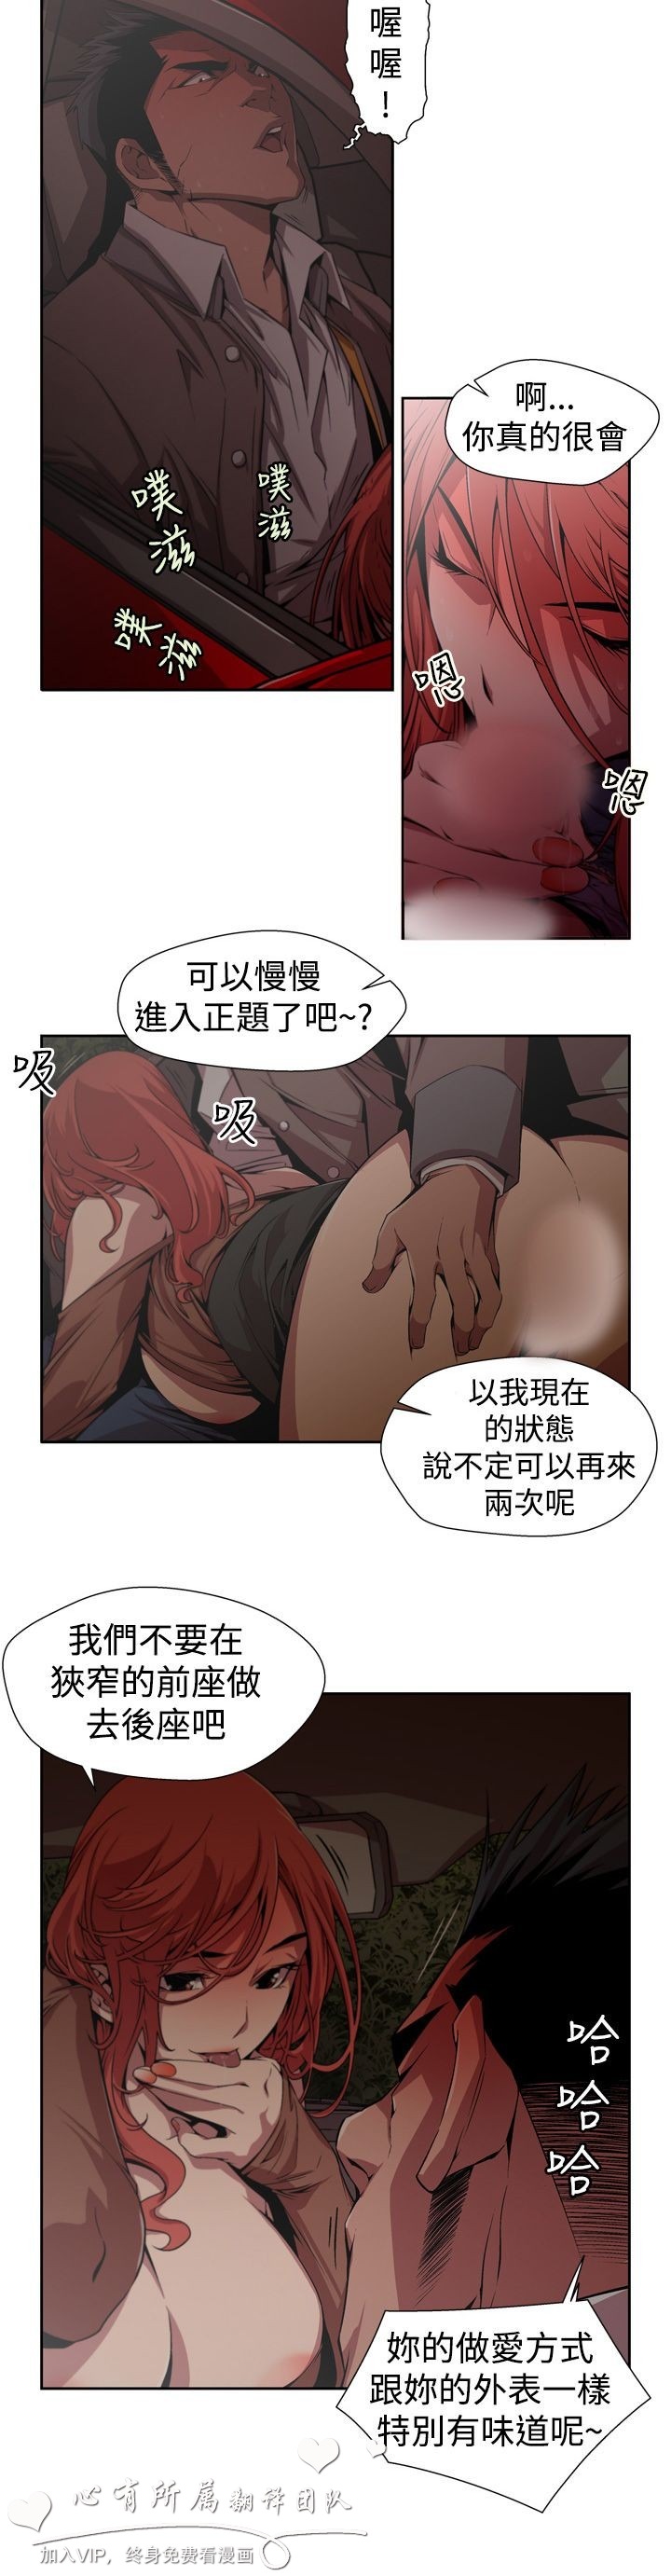 喔
喔
!
啊...
你真的很會
噗
滋
噗
滋
噗
滋
嗯
嗯
可以慢慢
進入正題了吧~?
吸
吸
以我現在
的狀態
說不定可以再來
兩次呢
我們不要在
狹窄的前座做
去後座吧
哈
哈
哈
妳的做愛方式
跟妳的外表一樣
特別有味道呢~
心有所属翻译团队
加入VIP，终身免费看漫画